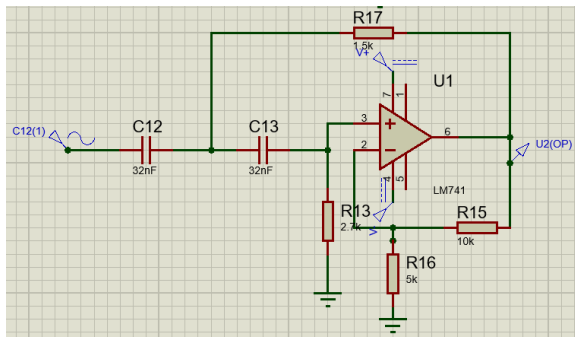 R17
1.5k
V+
7
1
U1
C12(1)
C12
C13
3
+
6
32nF
32nF
2
−
U2(OP)
4
5
LM741
R13
2.7k
V-
R15
10k
R16
5k